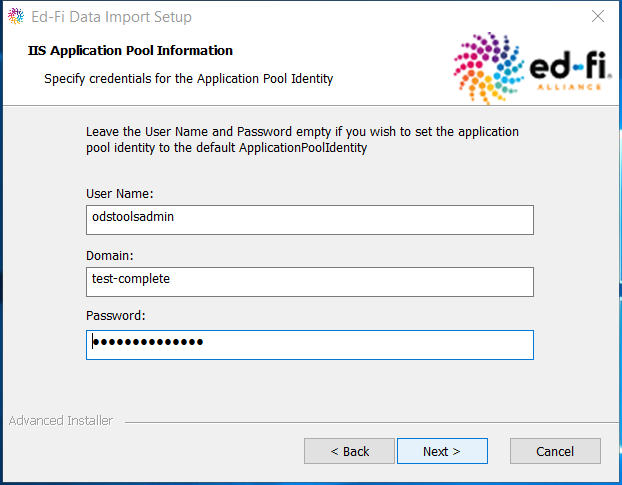 Ed-Fi Data Import Setup
IIS Application Pool Information
Specify credentials for the Application Pool Identity
ed-fi
ALLIANCE
Leave the User Name and Password empty if you wish to set the application
pool identity to the default ApplicationPoolIdentity
User Name:
odstoolsadmin
Domain:
test-complete
Password:
●●●●●●●●●●●●●●
Advanced Installer
< Back
Next >
Cancel